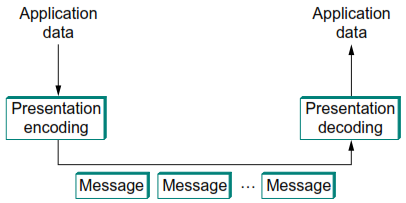 Application
data
Application
data
Presentation
encoding
Presentation
decoding
Message
Message
...
Message